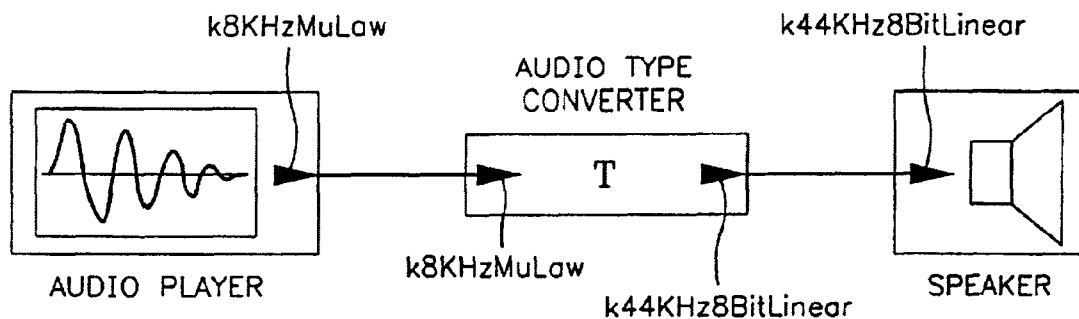 k8KHzMuLaw
k44KHz8BitLinear
AUDIO TYPE
CONVERTER
T
k8KHzMuLaw
k44KHz8BitLinear
AUDIO PLAYER
SPEAKER